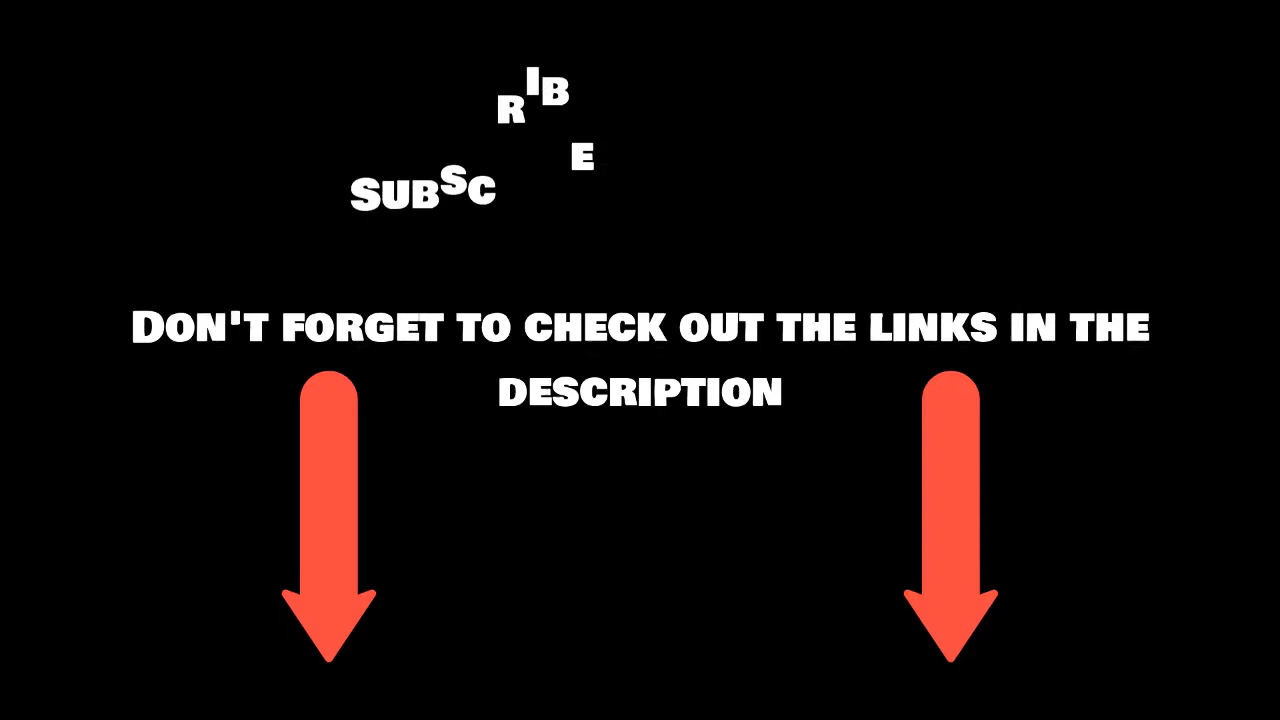 SUBSCRIBE
DON'T FORGET TO CHECK OUT THE LINKS IN THE
DESCRIPTION